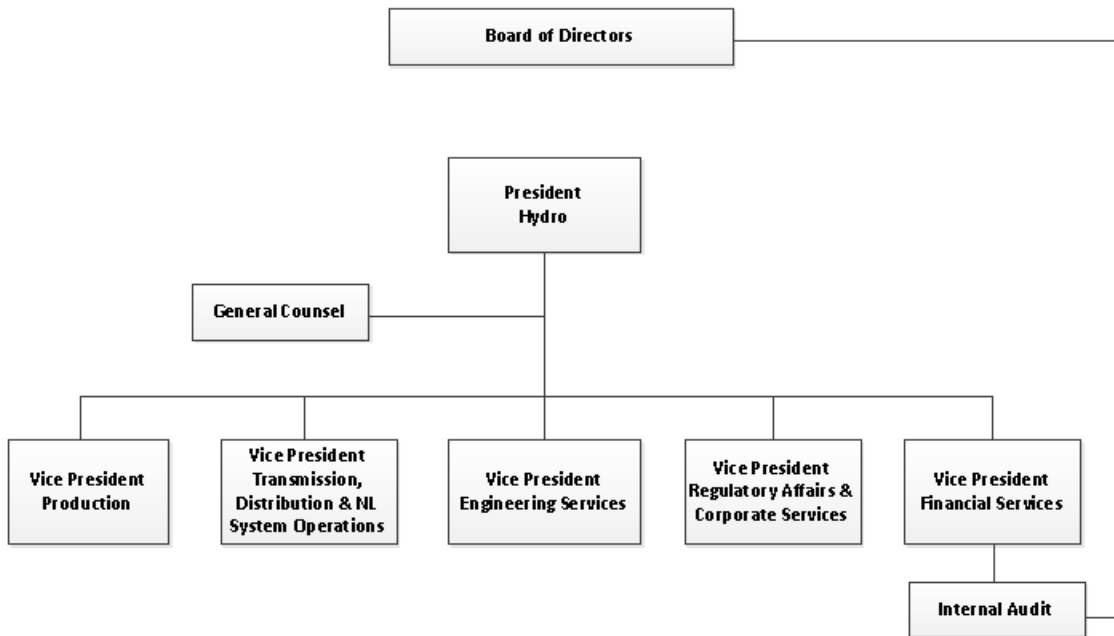 Board of Directors
President
Hydro
General Counsel
Vice President
Production
Vice President
Transmission,
Distribution & NL
System Operations
Vice President
Engineering Services
Vice President
Regulatory Affairs &
Corporate Services
Vice President
Financial Services
Internal Audit